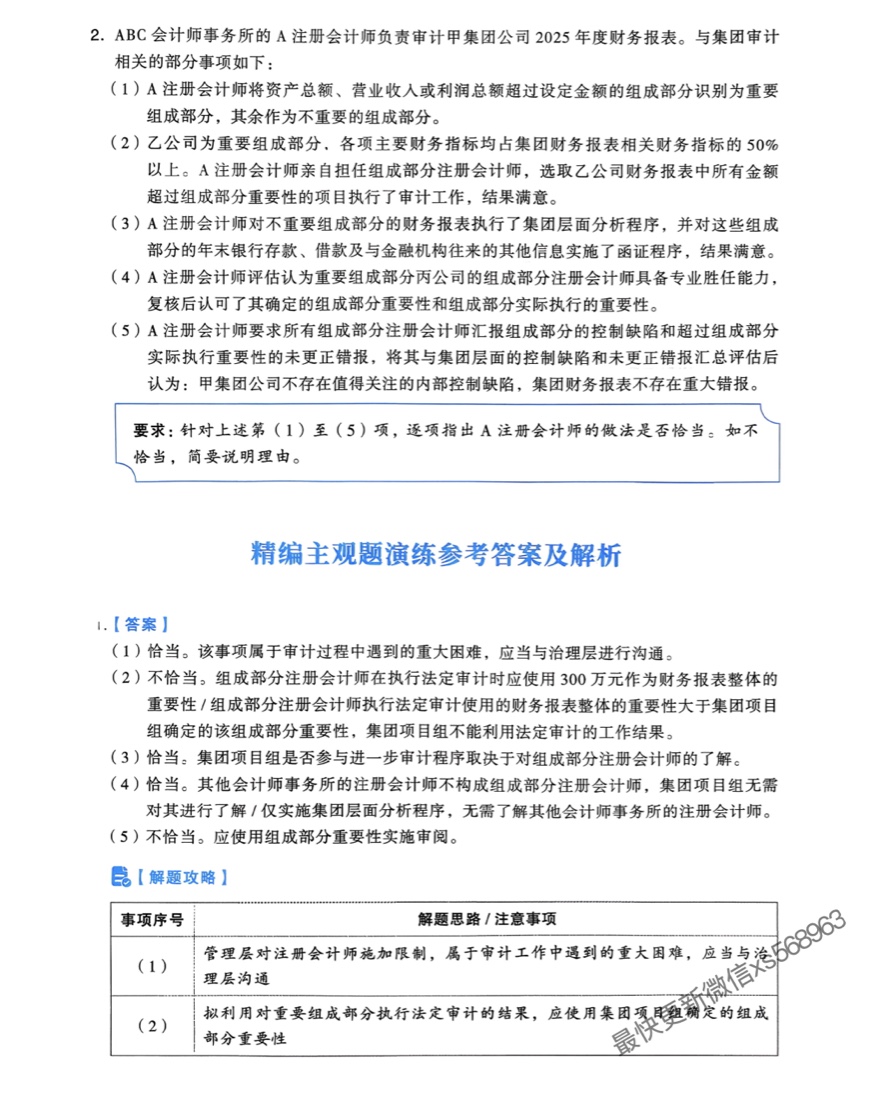 2. ABC 会计师事务所的 A 注册会计师负责审计甲集团公司 2025 年度财务报表。与集团审计
相关的部分事项如下：
（1）A 注册会计师将资产总额、营业收入或利润总额超过设定金额的组成部分识别为重要
组成部分，其余作为不重要的组成部分。
（2）乙公司为重要组成部分，各项主要财务指标均占集团财务报表相关财务指标的 50%
以上。A 注册会计师亲自担任组成部分注册会计师，选取乙公司财务报表中所有金额
超过组成部分重要性的项目执行了审计工作，结果满意。
（3）A 注册会计师对不重要组成部分的财务报表执行了集团层面分析程序，并对这些组成
部分的年末银行存款、借款及与金融机构往来的其他信息实施了函证程序，结果满意。
（4）A 注册会计师评估认为重要组成部分丙公司的组成部分注册会计师具备专业胜任能力，
复核后认可了其确定的组成部分重要性和组成部分实际执行的重要性。
（5）A 注册会计师要求所有组成部分注册会计师汇报组成部分的控制缺陷和超过组成部分
实际执行重要性的未更正错报，将其与集团层面的控制缺陷和未更正错报汇总评估后
认为：甲集团公司不存在值得关注的内部控制缺陷，集团财务报表不存在重大错报。
要求：针对上述第（1）至（5）项，逐项指出 A 注册会计师的做法是否恰当。如不
恰当，简要说明理由。
精编主观题演练参考答案及解析
1.【答案】
（1）恰当。该事项属于审计过程中遇到的重大困难，应当与治理层进行沟通。
（2）不恰当。组成部分注册会计师在执行法定审计时应使用 300 万元作为财务报表整体的
重要性 / 组成部分注册会计师执行法定审计使用的财务报表整体的重要性大于集团项目
组确定的该组成部分重要性，集团项目组不能利用法定审计的工作结果。
（3）恰当。集团项目组是否参与进一步审计程序取决于对组成部分注册会计师的了解。
（4）恰当。其他会计师事务所的注册会计师不构成组成部分注册会计师，集团项目组无需
对其进行了解 / 仅实施集团层面分析程序，无需了解其他会计师事务所的注册会计师。
（5）不恰当。应使用组成部分重要性实施审阅。
【解题攻略】
事项序号 解题思路 / 注意事项
（1） 管理层对注册会计师施加限制，属于审计工作中遇到的重大困难，应当与治
理层沟通
（2） 拟利用对重要组成部分执行法定审计的结果，应使用集团项目组确定的组成
部分重要性
最快更新微信xs568963